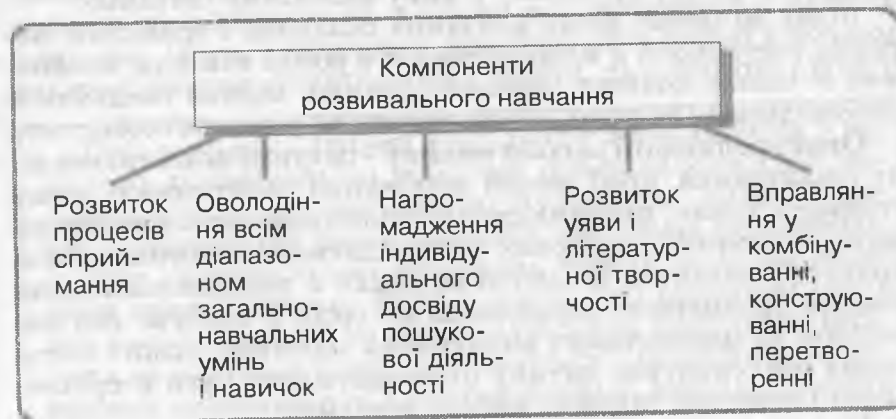 Компоненти
розвивального навчання
Розвиток
процесів
сприй-
мання
Оволодін-
ня всім
діапазо-
ном
загально-
навчальних
умінь
і навичок
Нагро-
мадження
індивіду-
ального
досвіду
пошуко-
вої діяль-
ності
Розвиток
уяви і
літератур-
ної твор-
чості
Вправлян-
ня у
комбіну-
ванні,
конструю-
ванні,
перетво-
ренні